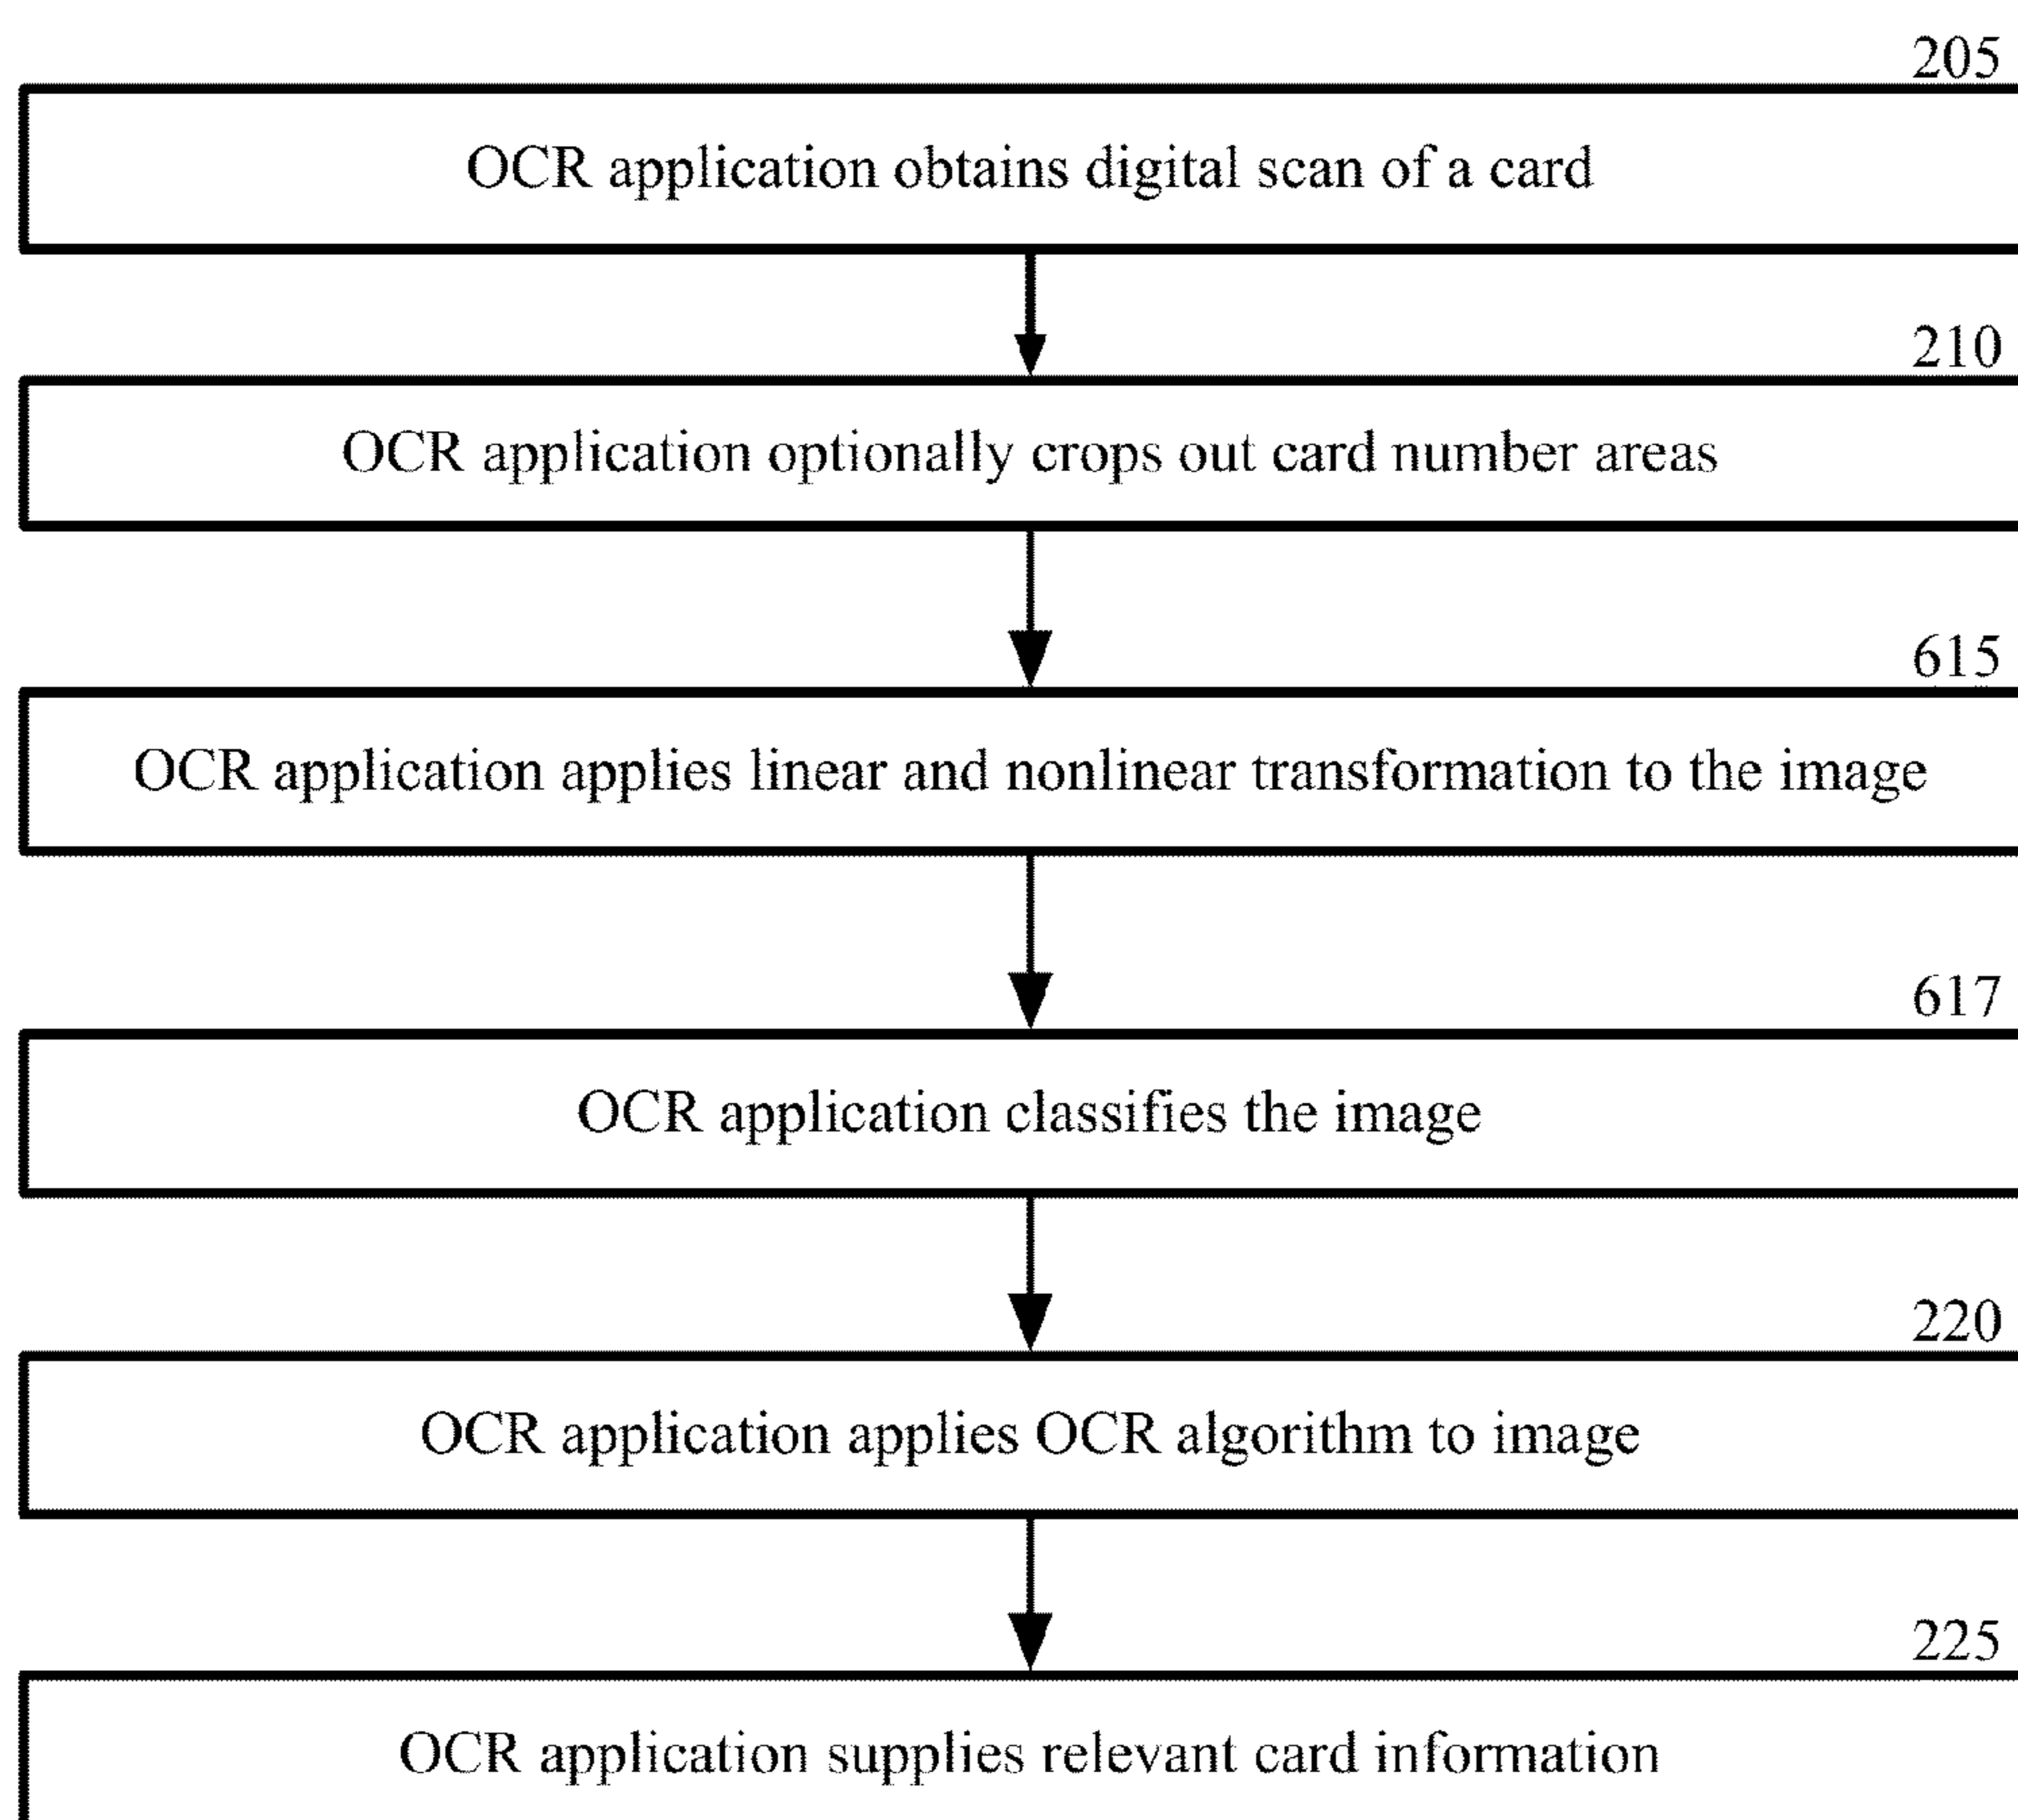 205
OCR application obtains digital scan of a card
210
OCR application optionally crops out card number areas
615
OCR application applies linear and nonlinear transformation to the image
617
OCR application classifies the image
220
OCR application applies OCR algorithm to image
225
OCR application supplies relevant card information